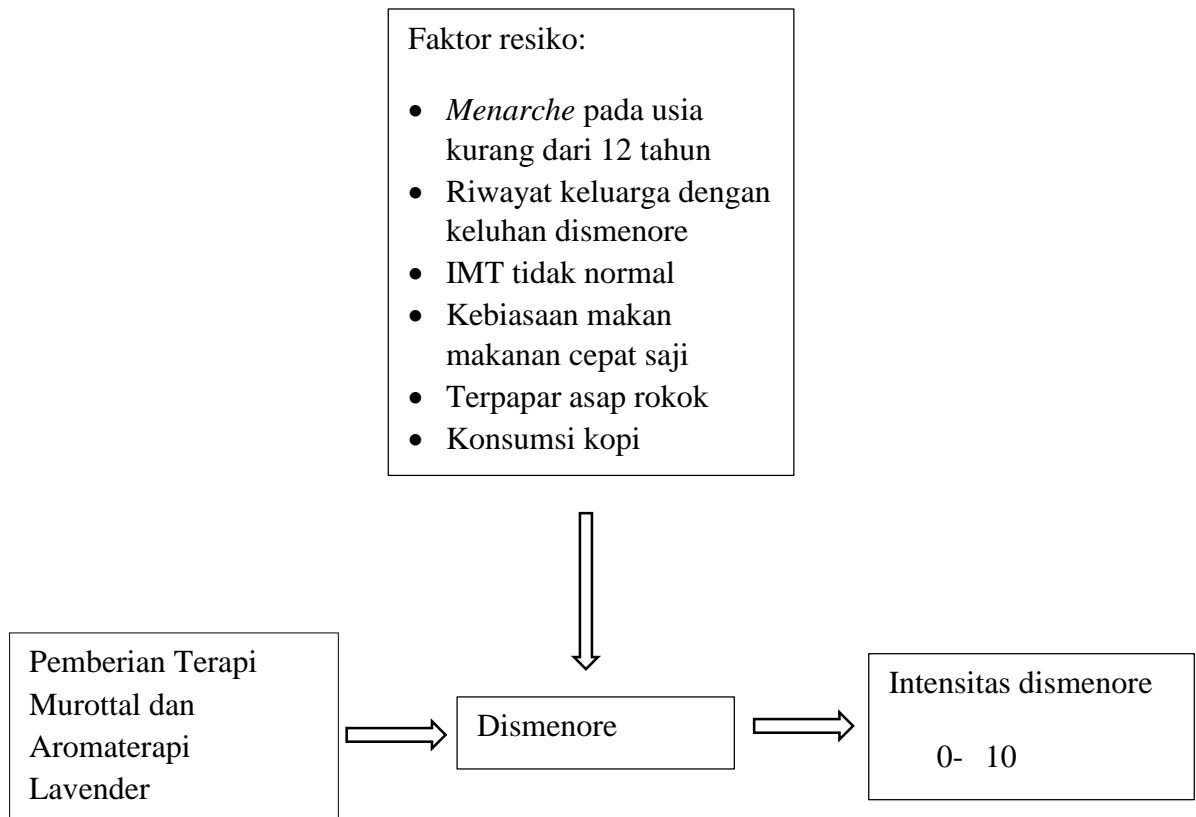 Faktor resiko:
• Menarche pada usia
kurang dari 12 tahun
• Riwayat keluarga dengan
keluhan dismenore
• IMT tidak normal
• Kebiasaan makan
makanan cepat saji
• Terpapar asap rokok
• Konsumsi kopi
Pemberian Terapi
Murottal dan
Aromaterapi
Lavender
Dismenore
Intensitas dismenore
0- 10